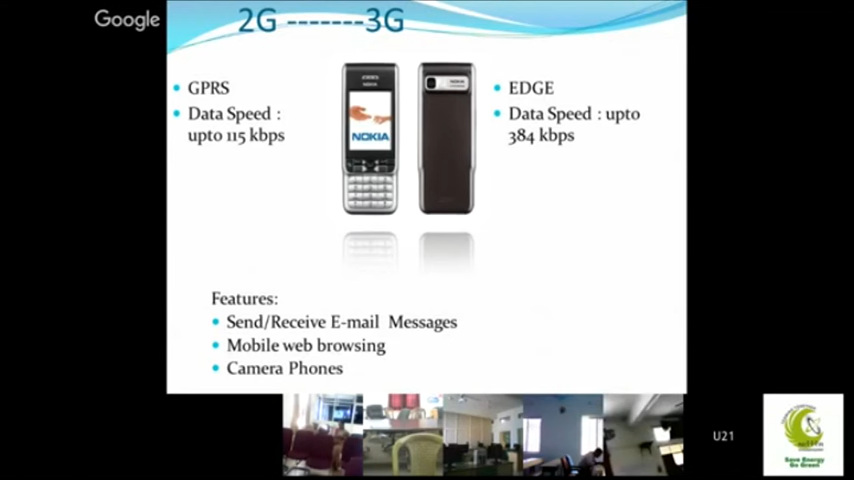 Google
2G -------3G
GPRS
Data Speed :
upto 115 kbps
NOKIA
EDGE
Data Speed : upto
384 kbps
Features:
Send/Receive E-mail Messages
Mobile web browsing
Camera Phones
U21
Save Energy
Go Green